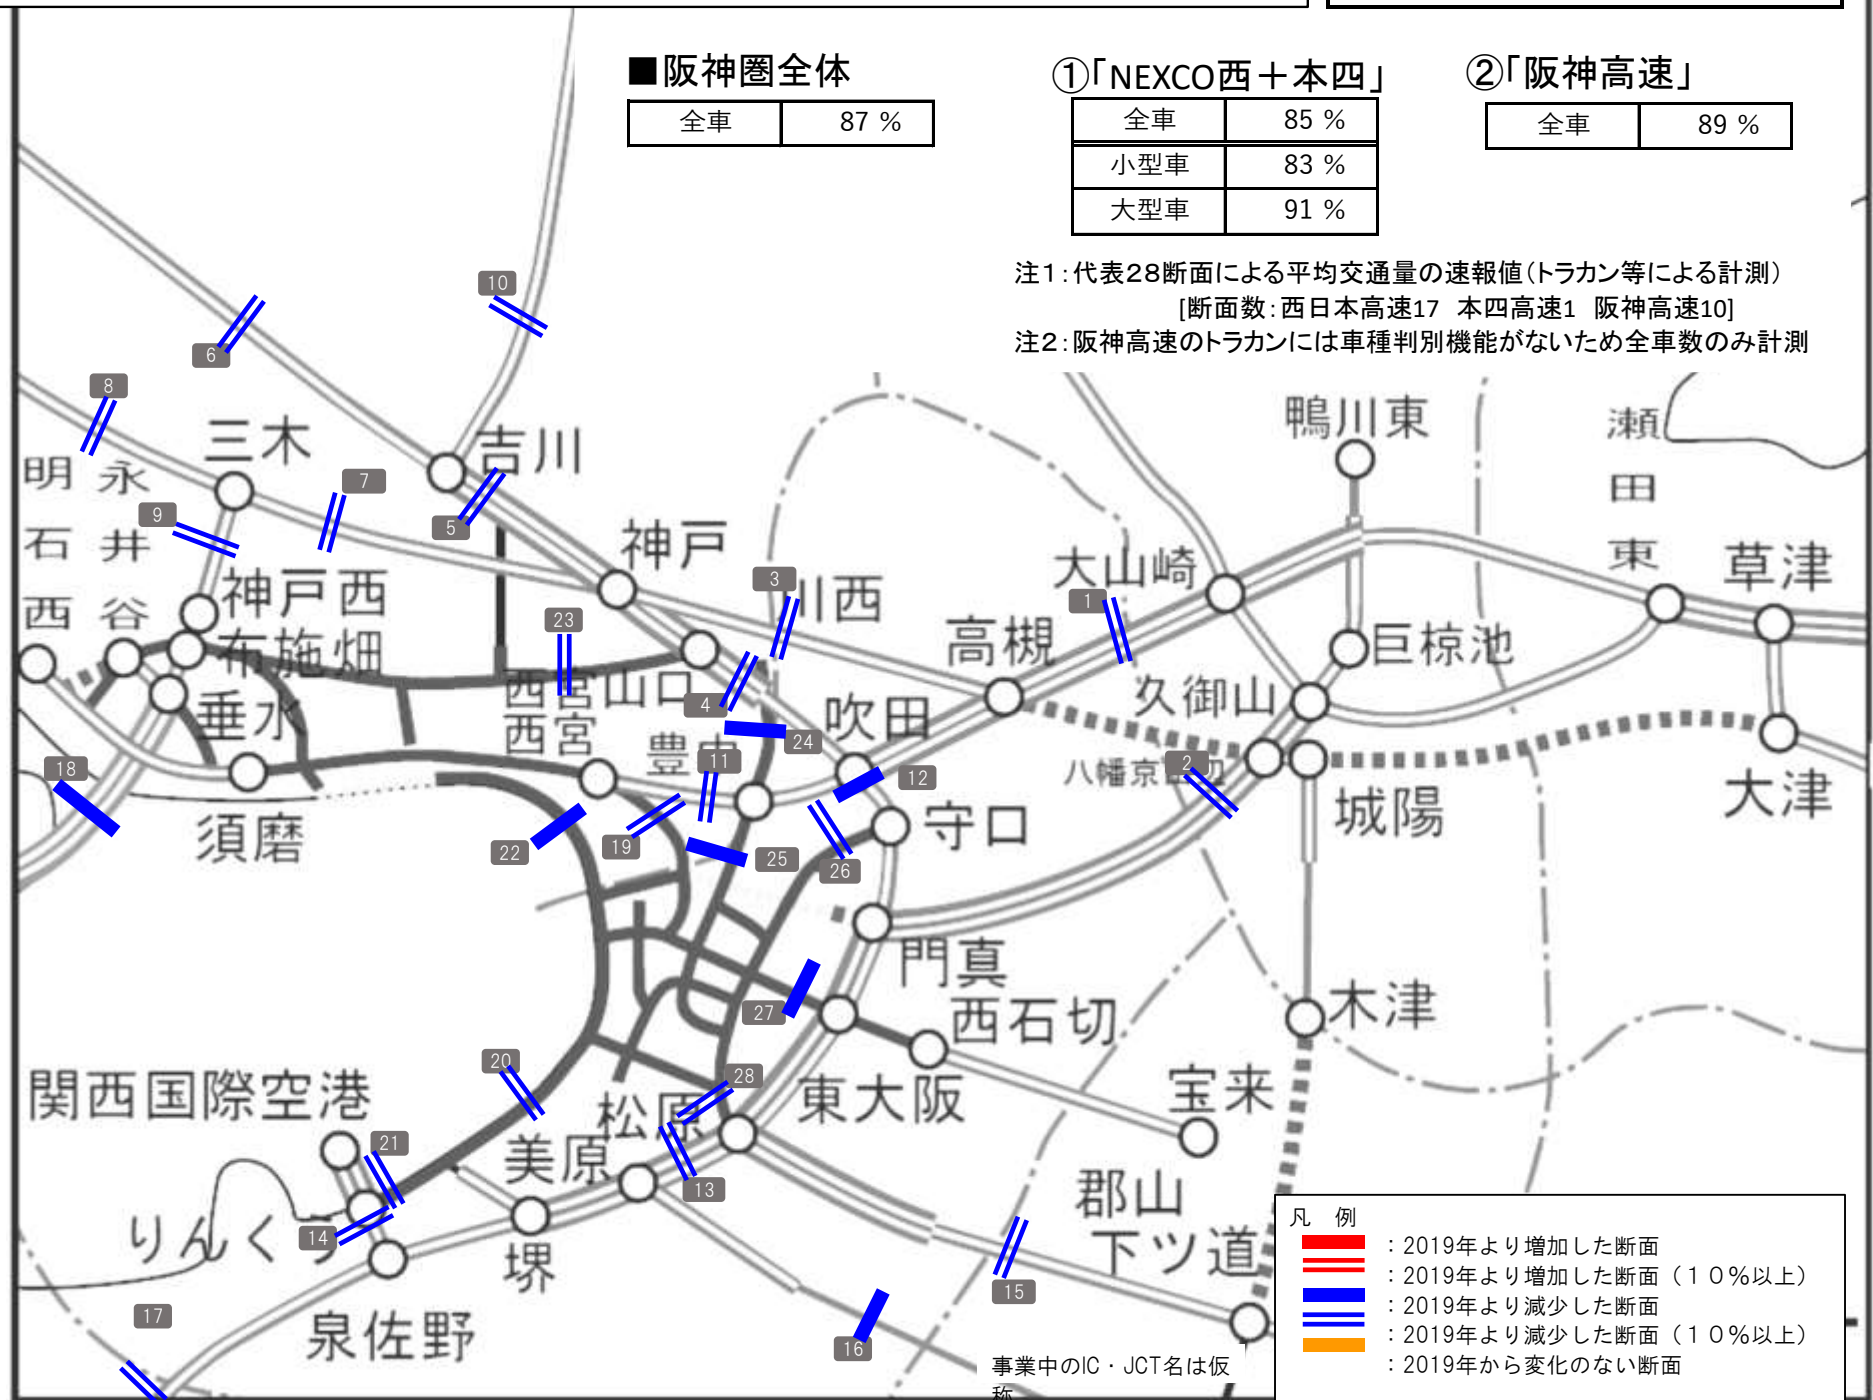 ■阪神圏全体
全車 87 %
①「NEXCO西＋本四」
全車 85 %
小型車 83 %
大型車 91 %
②「阪神高速」
全車 89 %
注1：代表28断面による平均交通量の速報値（トラカン等による計測）
[断面数：西日本高速17 本四高速1 阪神高速10]
注2：阪神高速のトラカンには車種判別機能がないため全車数のみ計測
10
6
8
三木
吉川
鴨川東
瀬田東
明石西
永井谷
7
9
5
神戸
3
川西
大山崎
1
草津
神戸西
布施畑
23
高槻
巨椋池
西宮山口
4
久御山
垂水
西宮
吹田
24
豊中
11
12
2
八幡京田辺
18
須磨
22
19
25
26
守口
城陽
大津
門真
27
西石切
木津
20
28
関西国際空港
松原
東大阪
宝来
21
美原
13
郡山
下ツ道
りんくう
14
堺
15
17
泉佐野
16
事業中のIC・JCT名は仮
称
凡 例
：2019年より増加した断面
：2019年より増加した断面（１０％以上）
：2019年より減少した断面
：2019年より減少した断面（１０％以上）
：2019年から変化のない断面